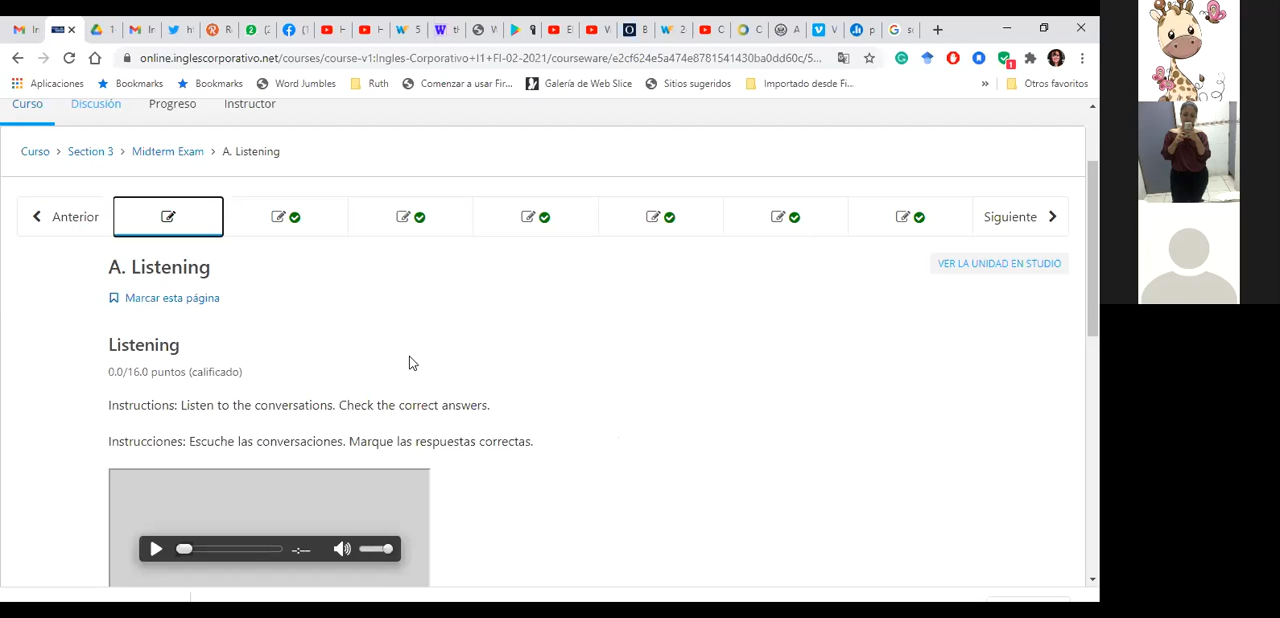 online.inglescorporativo.net/courses/course-v1:Ingles-Corporativo+I1+FI-02-2021/courseware/e2cf624e5a474e8781541430ba0dd60c/5...
Aplicaciones Bookmarks Bookmarks Word Jumbles Ruth Comenzar a usar Fir... Galería de Web Slice Sitios sugeridos Importado desde F... » Otros favoritos
Curso Discusión Progreso Instructor
Curso > Section 3 > Midterm Exam > A. Listening
Anterior Siguiente
A. Listening
VER LA UNIDAD EN STUDIO
Marcar esta página
Listening
0.0/16.0 puntos (calificado)
Instructions: Listen to the conversations. Check the correct answers.
Instrucciones: Escuche las conversaciones. Marque las respuestas correctas.
-:--